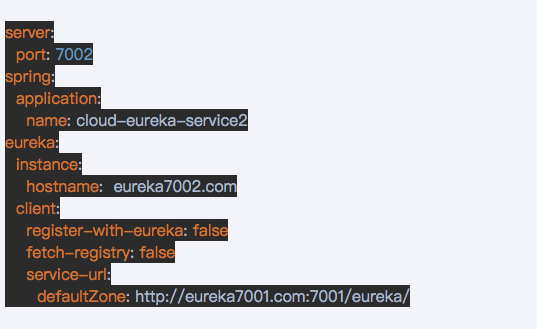 server:
  port: 7002
spring:
  application:
    name: cloud-eureka-service2
eureka:
  instance:
    hostname:  eureka7002.com
  client:
    register-with-eureka: false
    fetch-registry: false
    service-url:
      defaultZone: http://eureka7001.com:7001/eureka/